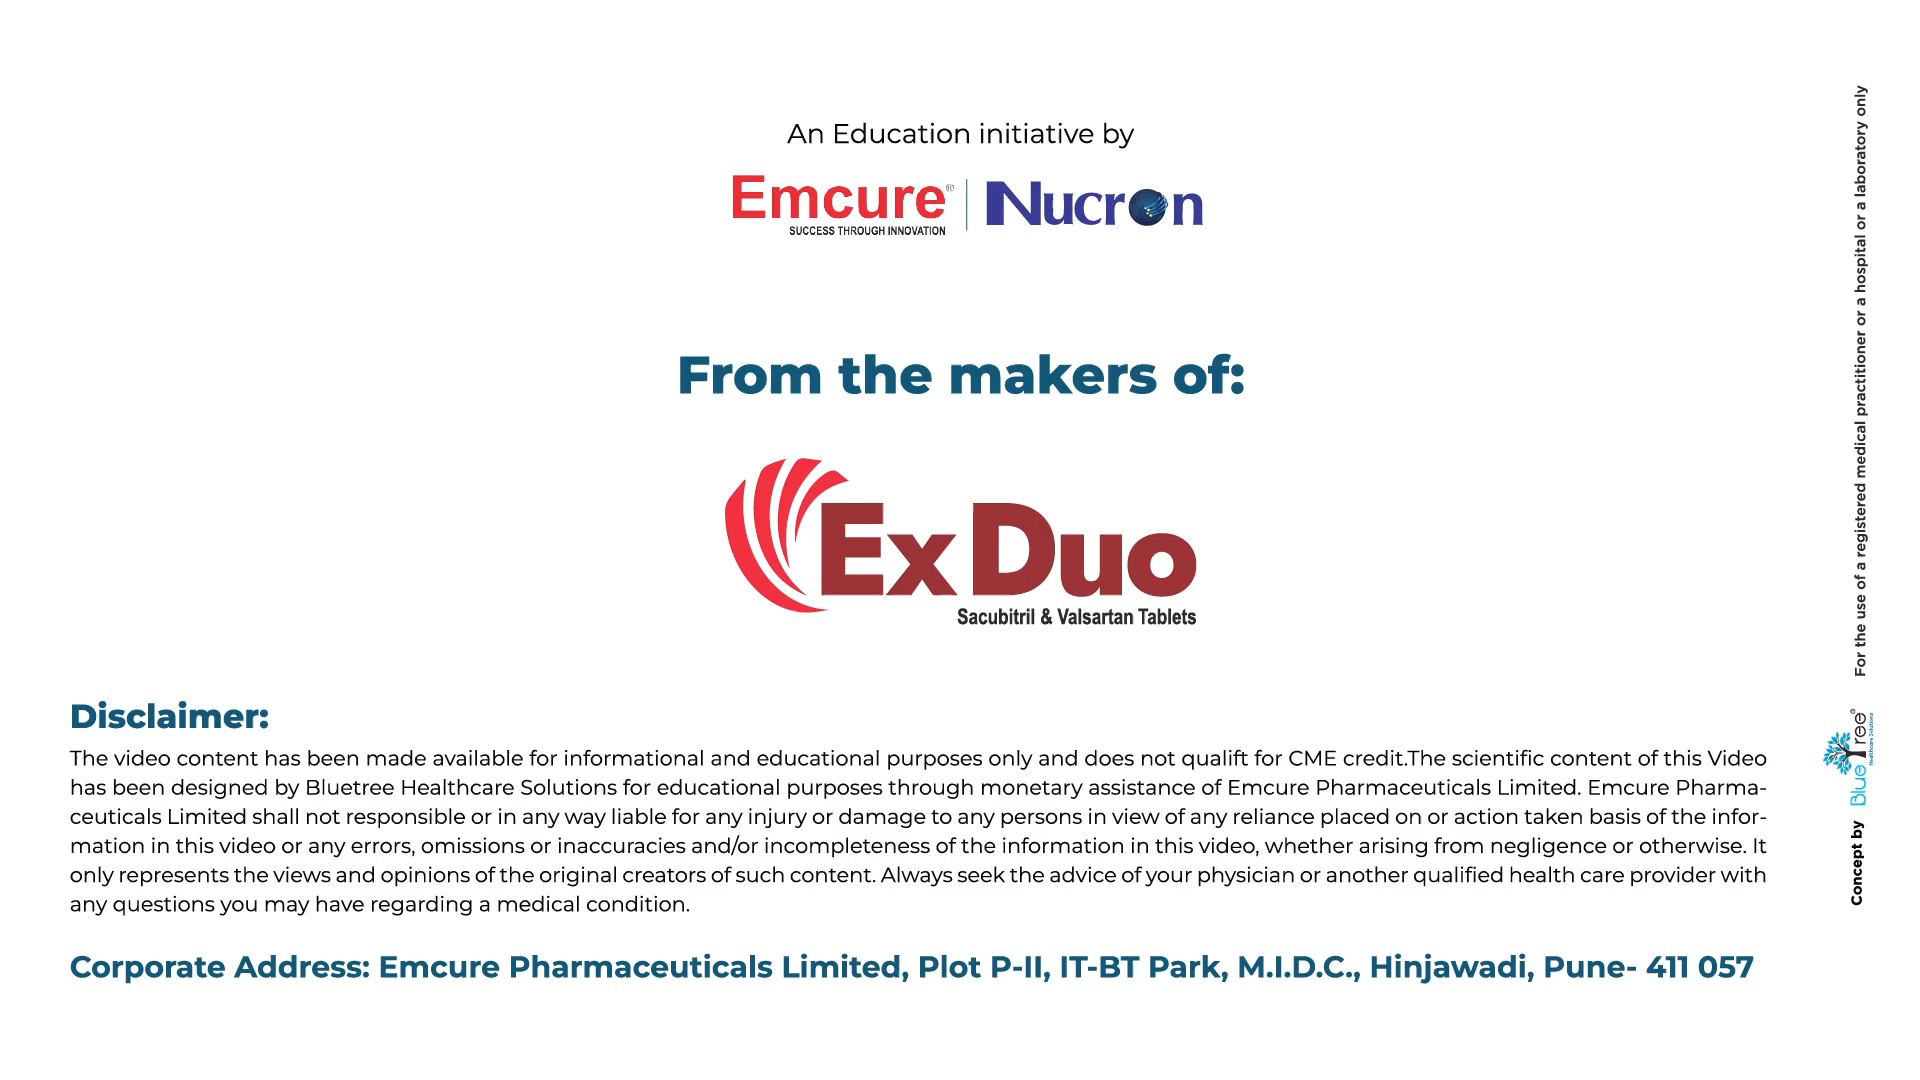 An Education initiative by
Emcure® | Nucron
SUCCESS THROUGH INNOVATION
From the makers of:
Ex Duo
Sacubitril & Valsartan Tablets
Disclaimer:
The video content has been made available for informational and educational purposes only and does not qualift for CME credit.The scientific content of this Video
has been designed by Bluetree Healthcare Solutions for educational purposes through monetary assistance of Emcure Pharmaceuticals Limited. Emcure Pharma-
ceuticals Limited shall not responsible or in any way liable for any injury or damage to any persons in view of any reliance placed on or action taken basis of the infor-
mation in this video or any errors, omissions or inaccuracies and/or incompleteness of the information in this video, whether arising from negligence or otherwise. It
only represents the views and opinions of the original creators of such content. Always seek the advice of your physician or another qualified health care provider with
any questions you may have regarding a medical condition.
Corporate Address: Emcure Pharmaceuticals Limited, Plot P-II, IT-BT Park, M.I.D.C., Hinjawadi, Pune- 411 057
Concept by
BlueTree®
Healthcare Solutions
For the use of a registered medical practitioner or a hospital or a laboratory only